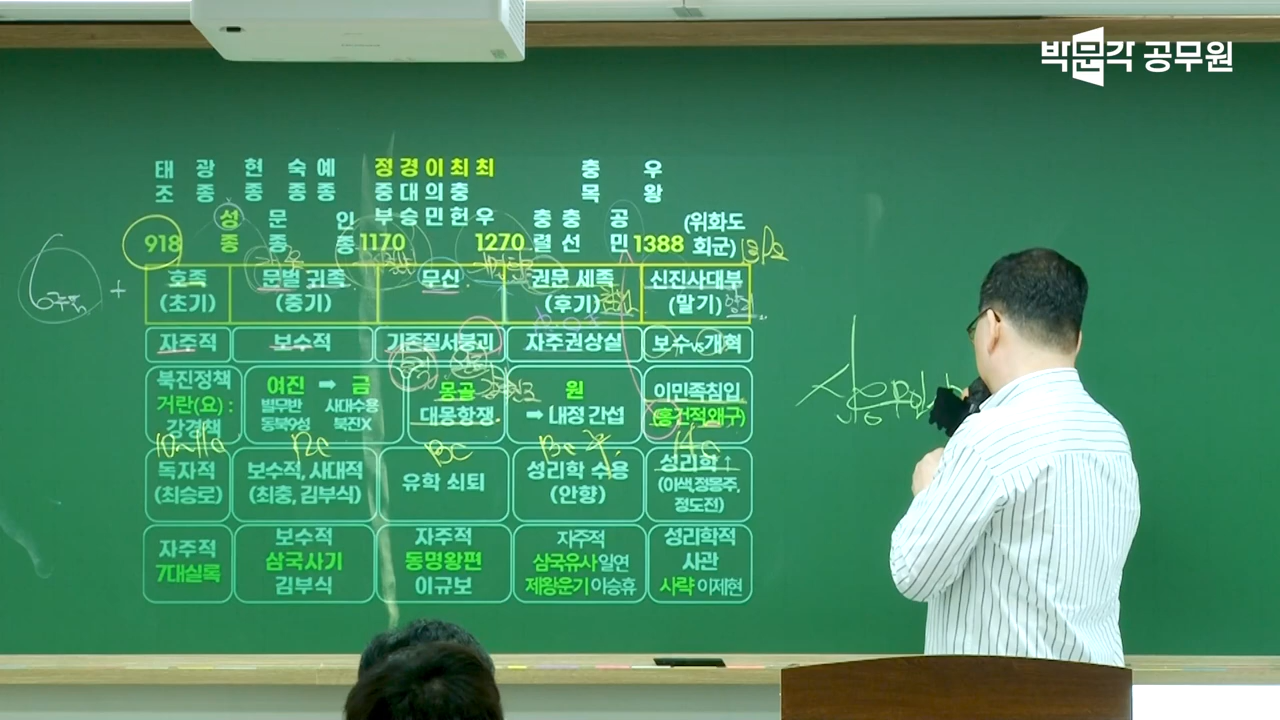 박문각 공무원
태 광 현 숙 예 정 경 이 최 최 충 우
조 종 종 종 종 중 대 의 충 목 왕
성 문 인 부 승 민 헌 우 충 충 공 (위화도
918 종 종 종 1170 1270 렬 선 민 1388 회군)
호족 문벌 귀족 무신 권문 세족 신진사대부
(초기) (중기) (후기) (말기)
6 +
자주적 보수적 기존질서붕괴 자주권상실 보수vs개혁
북진정책 여진 ➡ 금 몽골 원 이민족침입
거란(요) : 별무반 사대수용 대몽항쟁 ➡ 내정 간섭 (홍건적왜구)
강경책 동북9성 북진X
10c~11c 12c 13c 13c 14c
독자적 보수적, 사대적 유학 쇠퇴 성리학 수용 성리학↑
(최승로) (최충, 김부식) (안향) (이색,정몽주,
정도전)
자주적 보수적 자주적 자주적 성리학적
7대실록 삼국사기 동명왕편 삼국유사 일연 사관
김부식 이규보 제왕운기 이승휴 사략 이제현